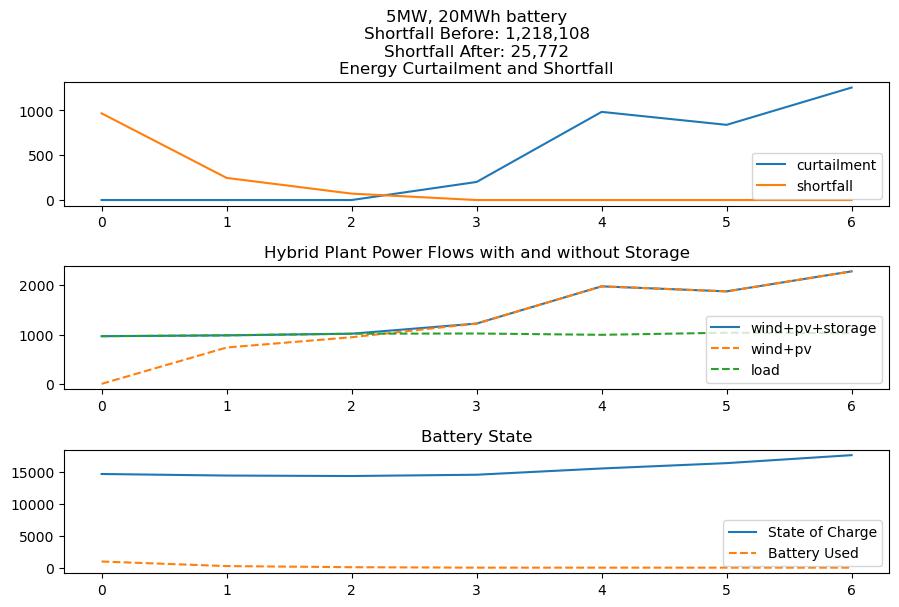 5MW, 20MWh battery
Shortfall Before: 1,218,108
Shortfall After: 25,772
Energy Curtailment and Shortfall
1000
500
0
curtailment
shortfall
0 1 2 3 4 5 6
Hybrid Plant Power Flows with and without Storage
2000
1000
0
wind+pv+storage
wind+pv
load
0 1 2 3 4 5 6
Battery State
15000
10000
5000
0
State of Charge
Battery Used
0 1 2 3 4 5 6